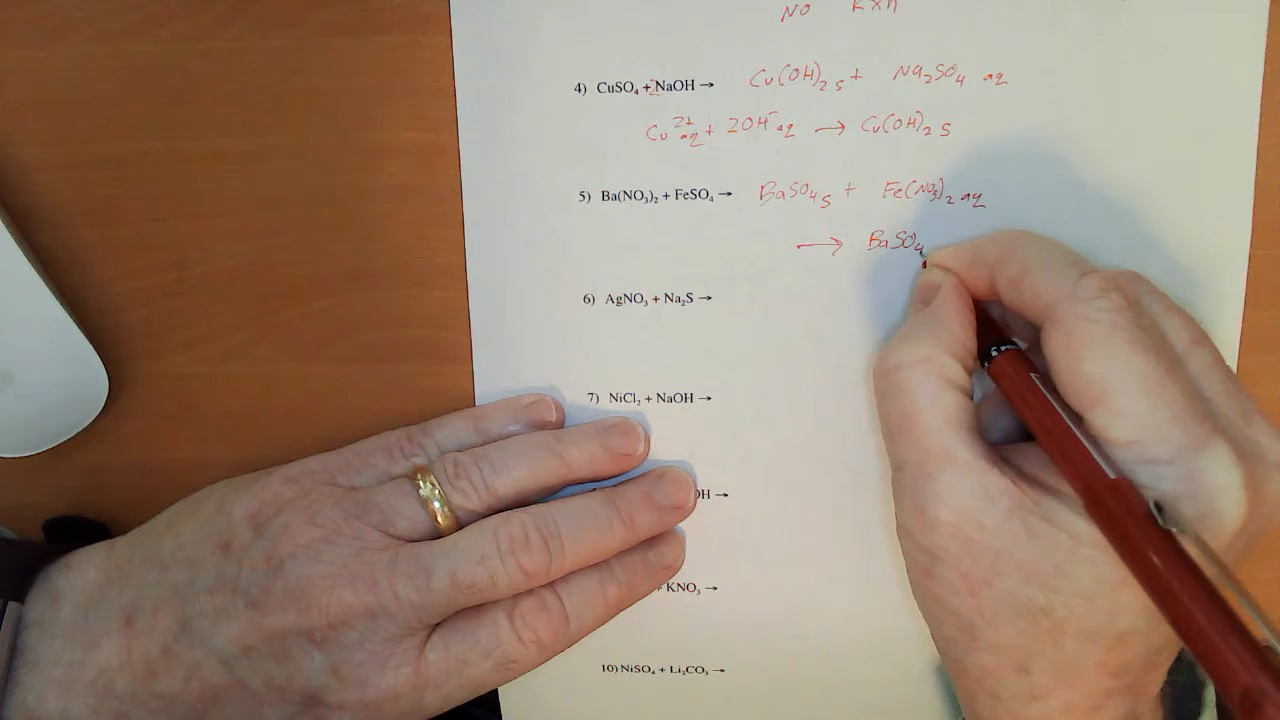 NO Rxn
4) CuSO₄ + 2NaOH → Cu(OH)₂ s + Na₂SO₄ aq
Cu²⁺ aq + 2OH⁻ aq → Cu(OH)₂ s
5) Ba(NO₃)₂ + FeSO₄ → BaSO₄ s + Fe(NO₃)₂ aq
→ BaSO₄
6) AgNO₃ + Na₂S →
7) NiCl₂ + NaOH →
OH →
+ KNO₃ →
10) NiSO₄ + Li₂CO₃ →